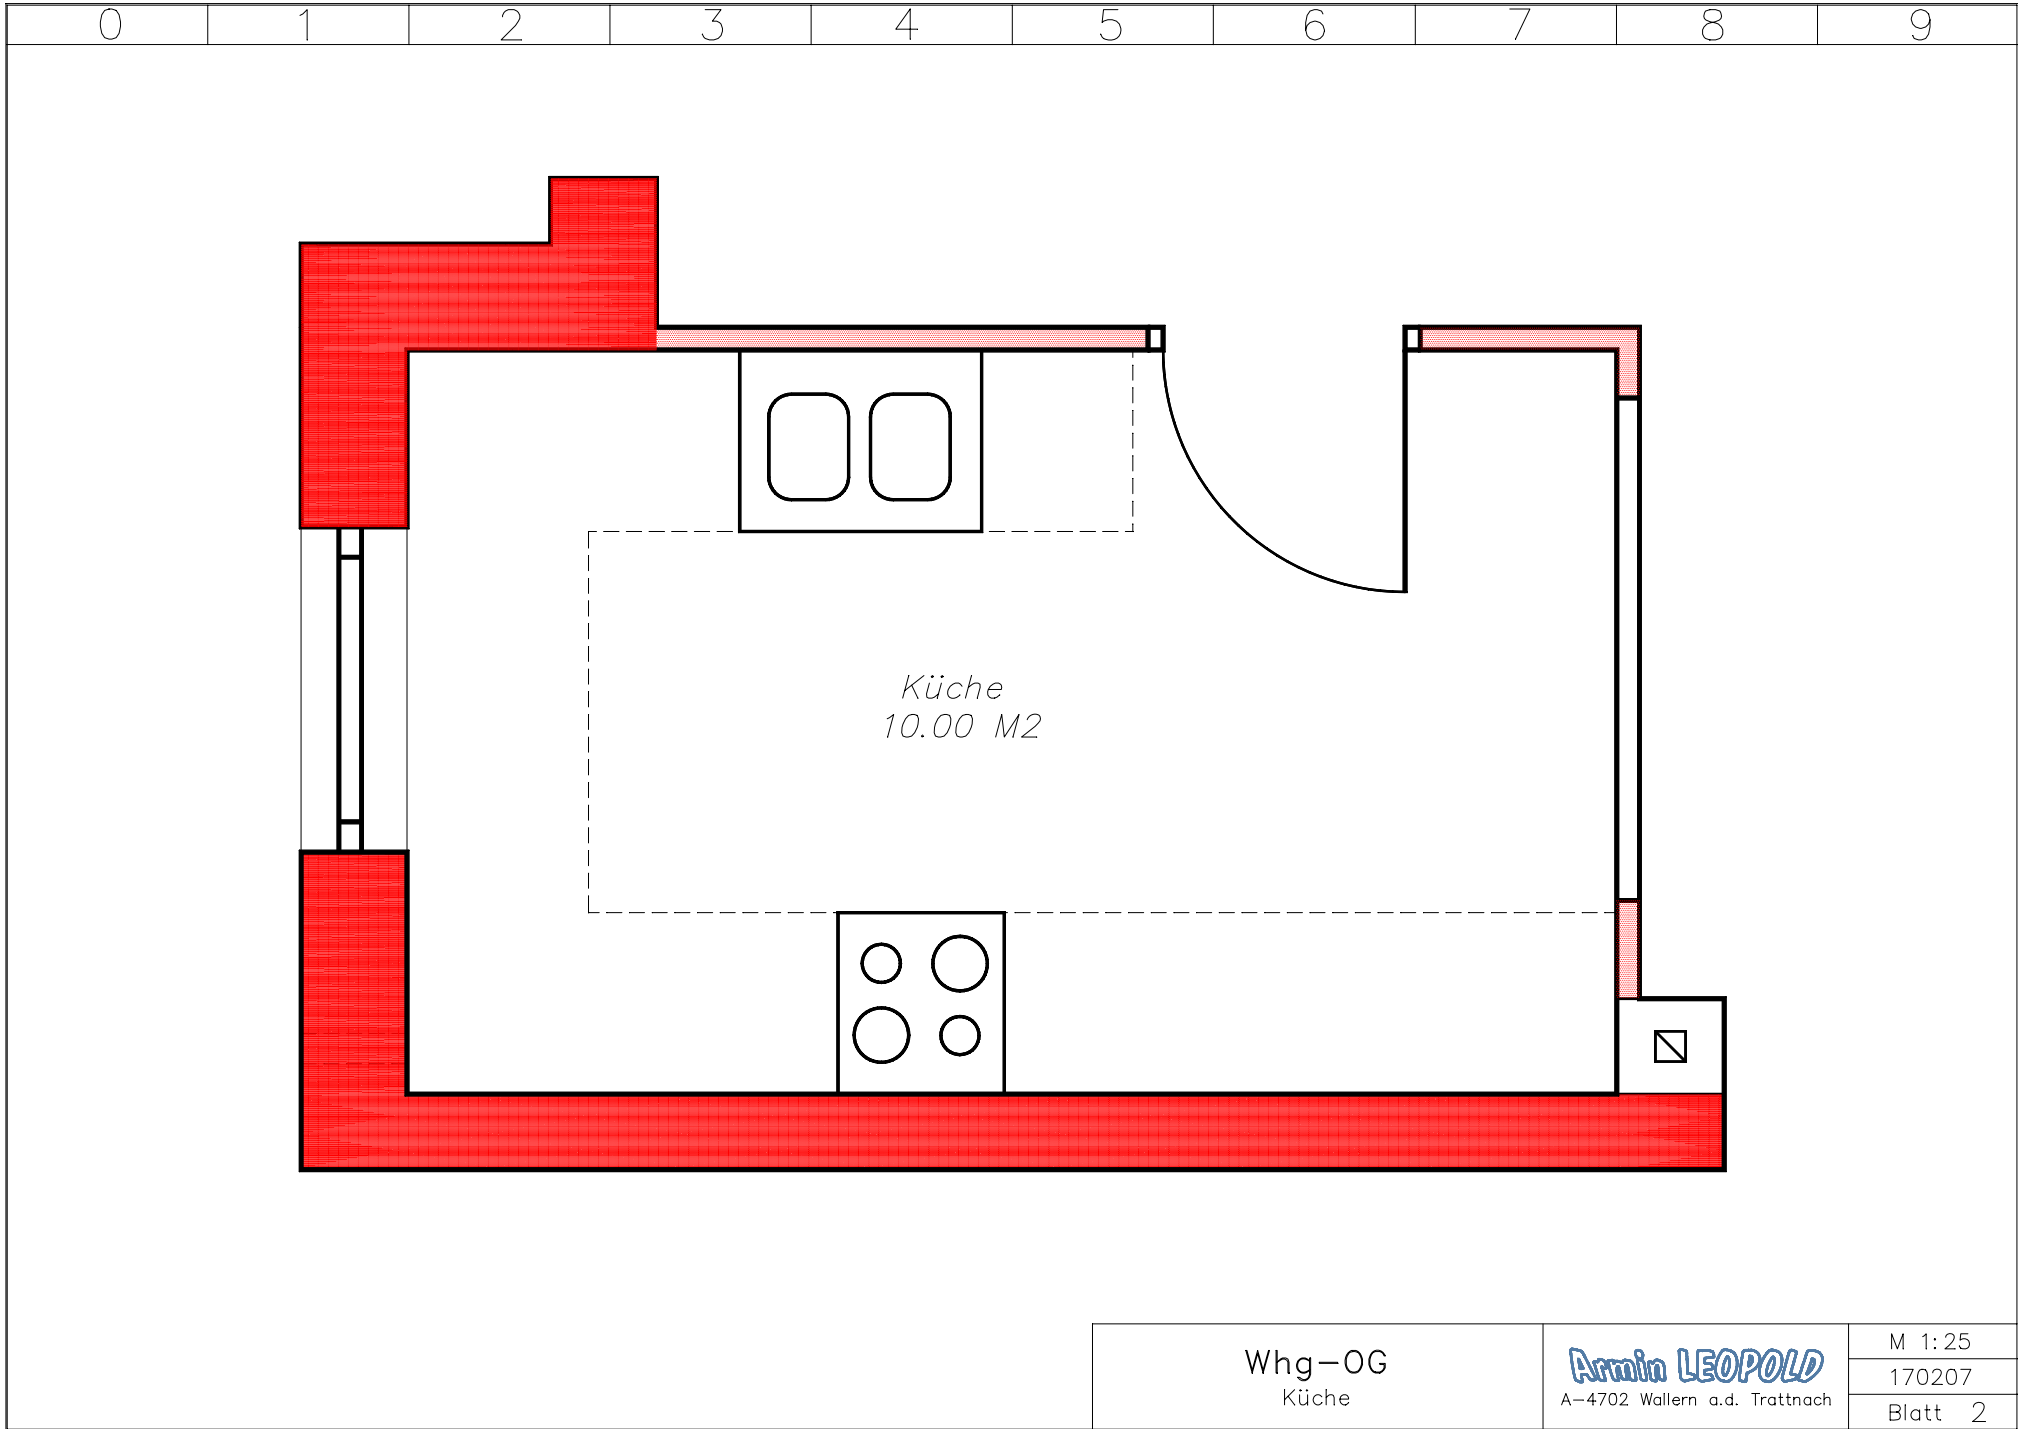 0 1 2 3 4 5 6 7 8 9
Küche
10.00 M2
Whg-OG
Küche
Armin LEOPOLD
A-4702 Wallern a.d. Trattnach
M 1:25
170207
Blatt 2